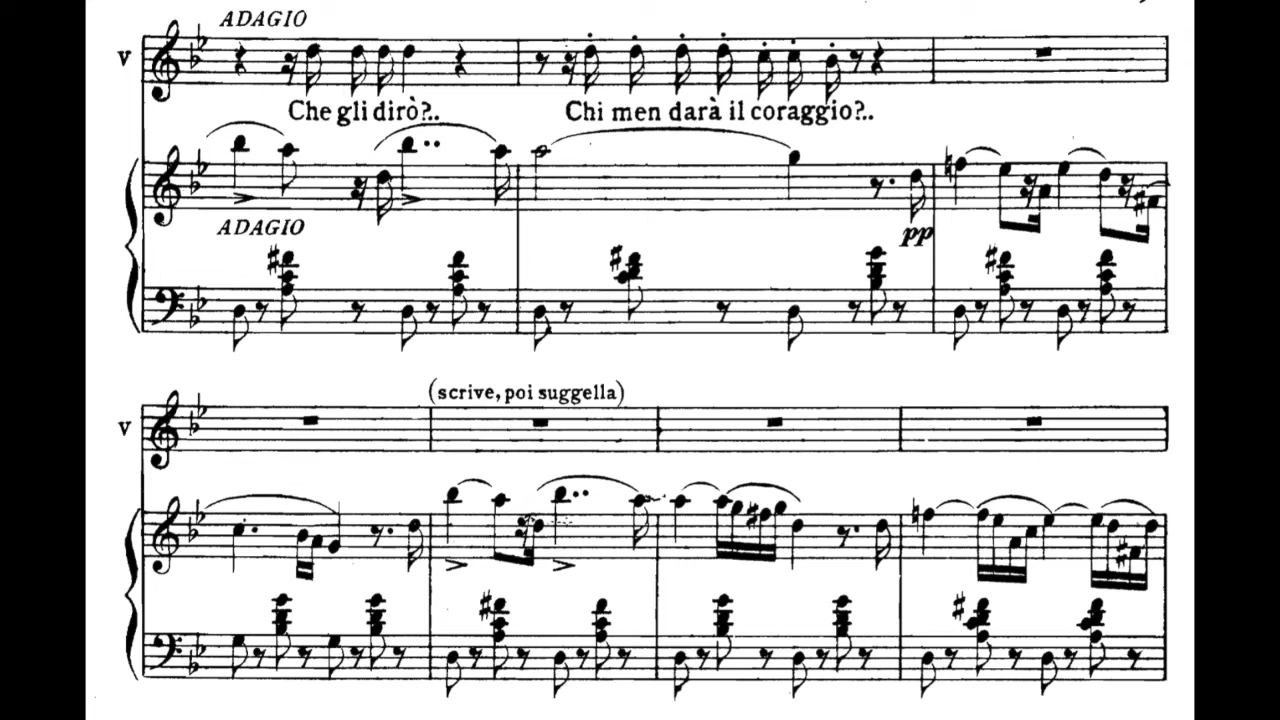 ADAGIO
V
Che gli dirò?..
Chi men darà il coraggio?..
ADAGIO
pp
(scrive, poi suggella)
V